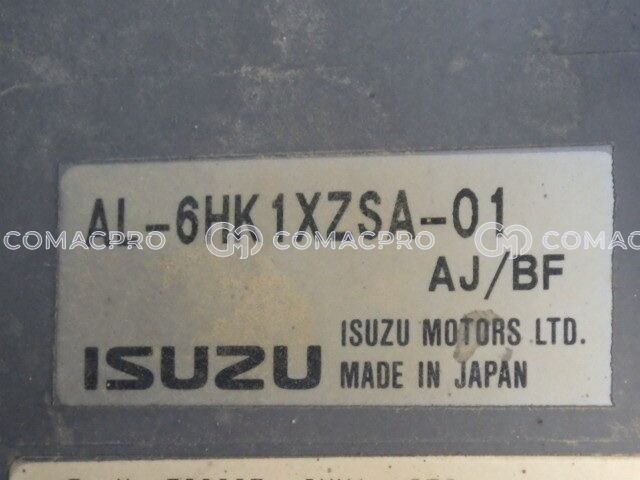 AL-6HK1XZSA-01
COMACPRO COMACPRO COMACPRO
AJ/BF
ISUZU MOTORS LTD.
ISUZU MADE IN JAPAN